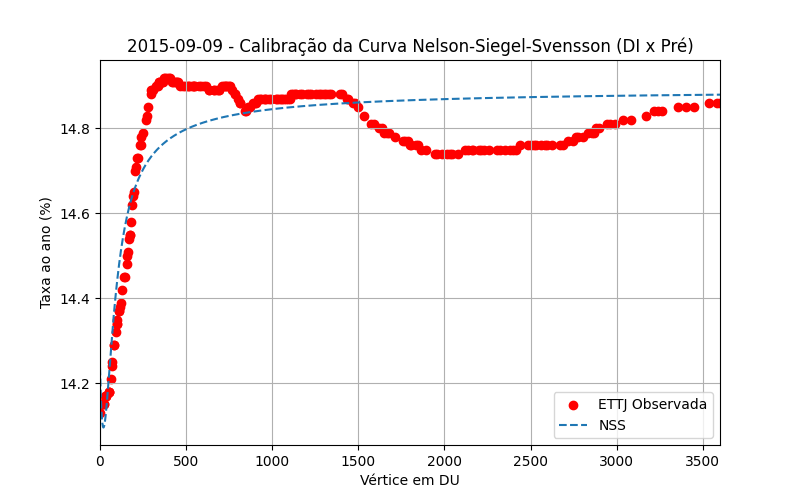 2015-09-09 - Calibração da Curva Nelson-Siegel-Svensson (DI x Pré)
Taxa ao ano (%)
14.8
14.6
14.4
14.2
0 500 1000 1500 2000 2500 3000 3500
Vértice em DU
ETTJ Observada
NSS